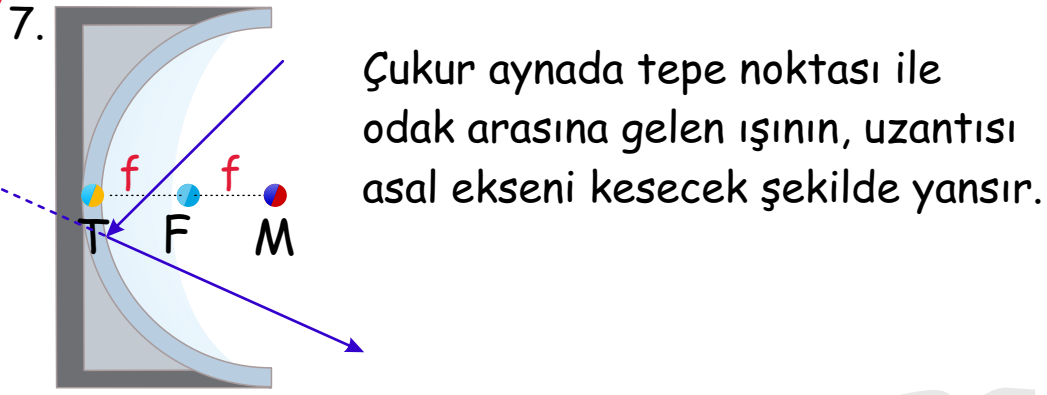 7.
Çukur aynada tepe noktası ile
odak arasına gelen ışının, uzantısı
asal ekseni kesecek şekilde yansır.
f f
T F M